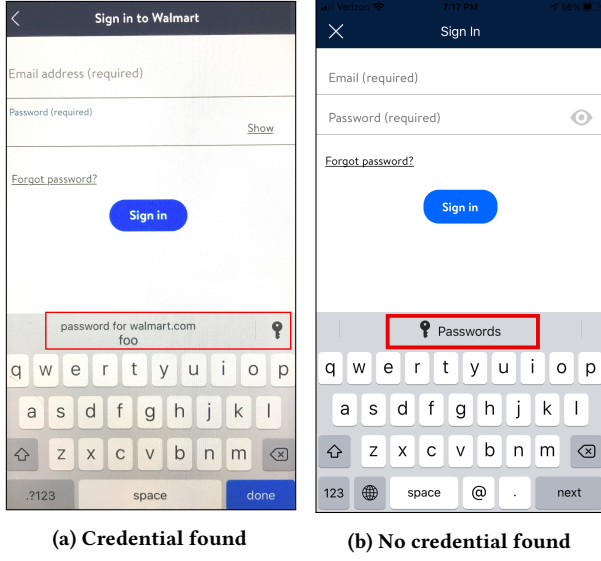 Sign in to Walmart
Email address (required)
Password (required)
Show
Forgot password?
Sign in
password for walmart.com
foo
q w e r t y u i o p
a s d f g h j k l
z x c v b n m
.?123 space done
(a) Credential found
Verizon 7:17 PM 56%
Sign In
Email (required)
Password (required)
Forgot password?
Sign in
Passwords
q w e r t y u i o p
a s d f g h j k l
z x c v b n m
123 space @ . next
(b) No credential found